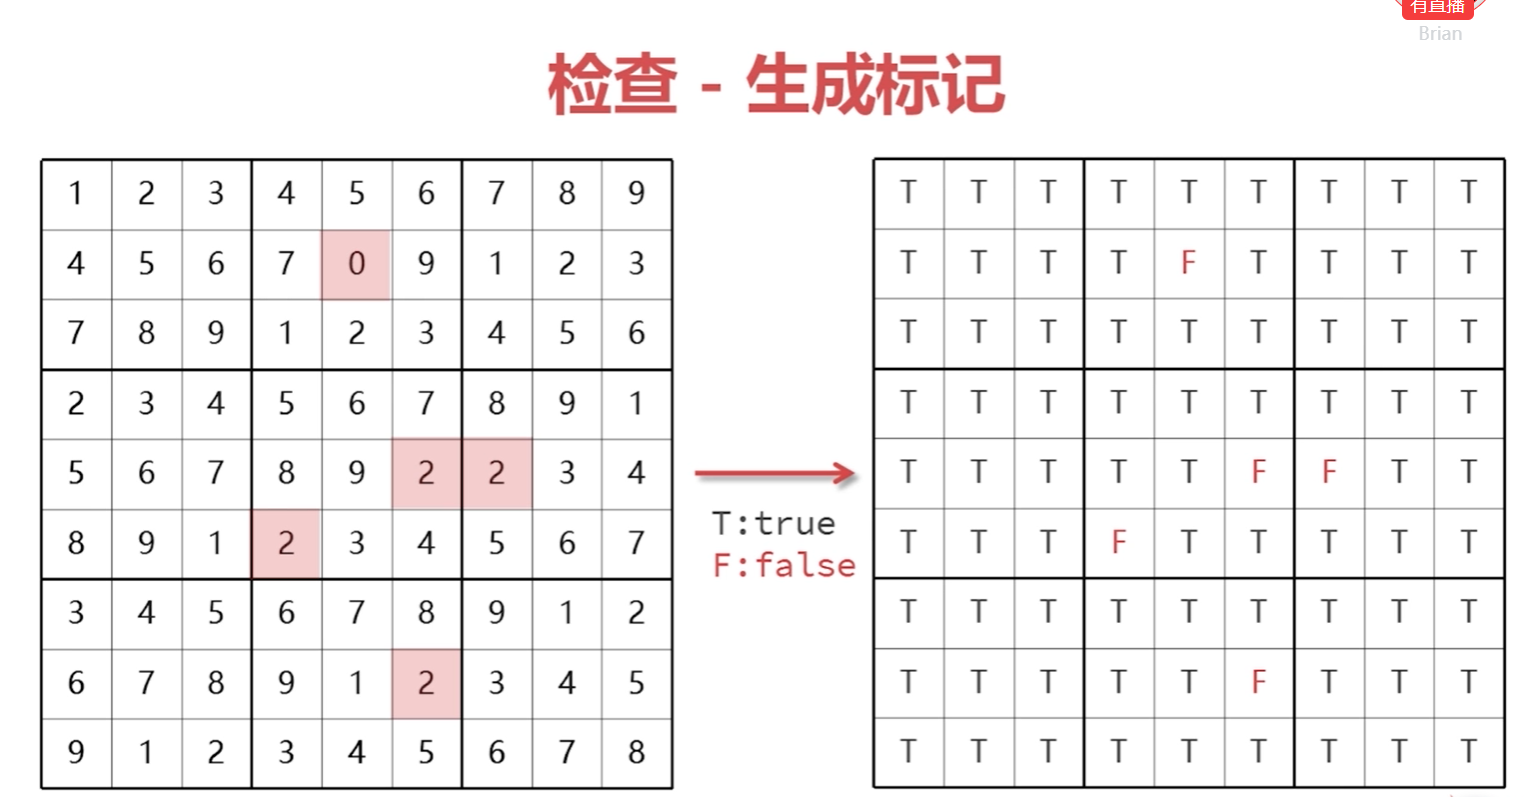 有直播
Brian
检查 - 生成标记
1 2 3 4 5 6 7 8 9
4 5 6 7 0 9 1 2 3
7 8 9 1 2 3 4 5 6
2 3 4 5 6 7 8 9 1
5 6 7 8 9 2 2 3 4
8 9 1 2 3 4 5 6 7
3 4 5 6 7 8 9 1 2
6 7 8 9 1 2 3 4 5
9 1 2 3 4 5 6 7 8
T:true
F:false
T T T T T T T T T
T T T T F T T T T
T T T T T T T T T
T T T T T T T T T
T T T T T F F T T
T T T F T T T T T
T T T T T T T T T
T T T T T F T T T
T T T T T T T T T